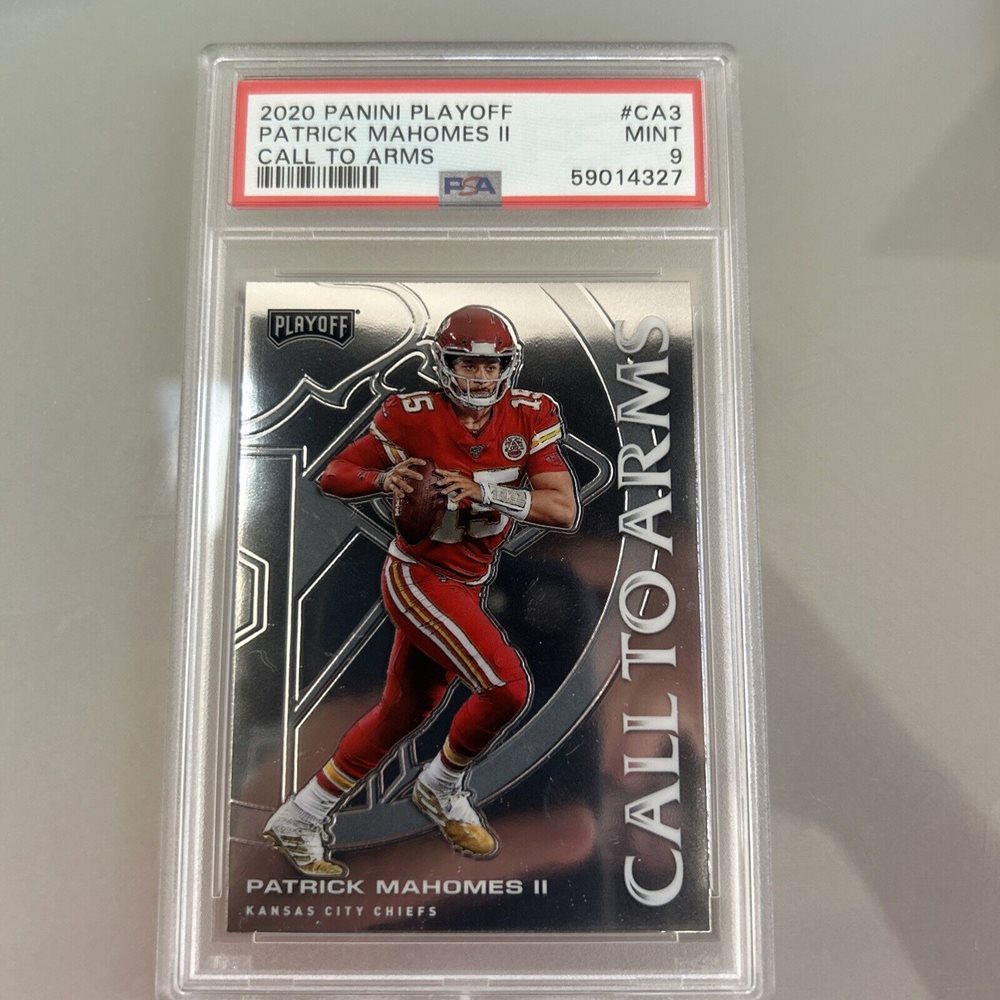 2020 PANINI PLAYOFF #CA3
PATRICK MAHOMES II MINT
CALL TO ARMS 9
PSA 59014327
PLAYOFF
15 15
15
CALL TO ARMS
PATRICK MAHOMES II
KANSAS CITY CHIEFS